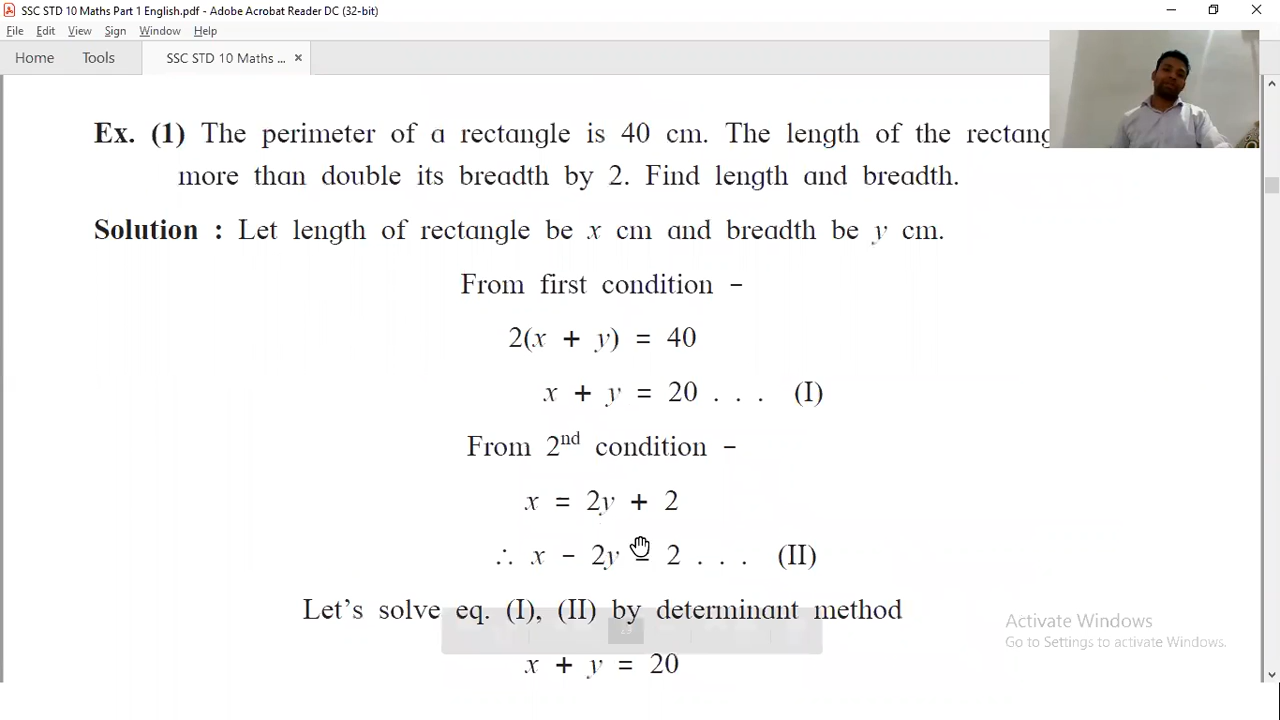 SSC STD 10 Maths Part 1 English.pdf - Adobe Acrobat Reader DC (32-bit)
File Edit View Sign Window Help
Home Tools SSC STD 10 Maths ... ×
Ex. (1) The perimeter of a rectangle is 40 cm. The length of the
more than double its breadth by 2. Find length and breadth.
Solution : Let length of rectangle be x cm and breadth be y cm.
From first condition -
2(x + y) = 40
x + y = 20 . . . (I)
From 2nd condition -
x = 2y + 2
∴ x - 2y = 2 . . . (II)
Let's solve eq. (I), (II) by determinant method
x + y = 20
Activate Windows
Go to Settings to activate Windows.